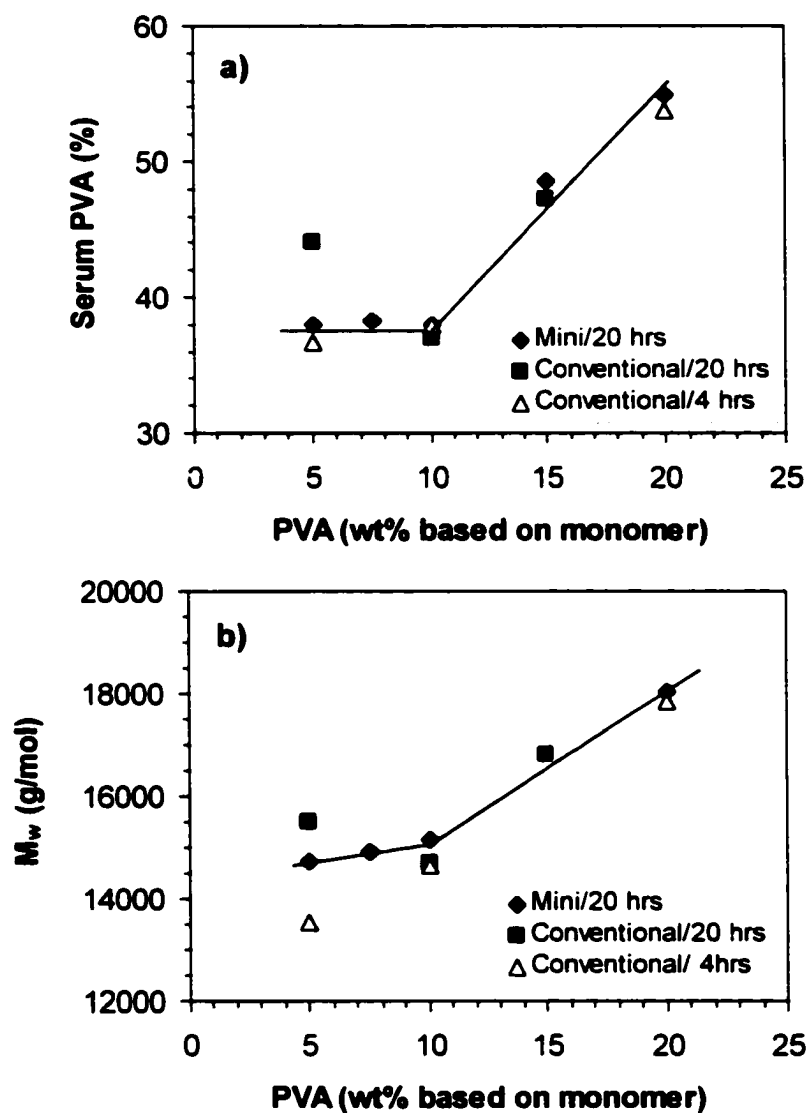 a)
60
50
40
30
Serum PVA (%)
Mini/20 hrs
Conventional/20 hrs
Conventional/4 hrs
0 5 10 15 20 25
PVA (wt% based on monomer)
b)
20000
18000
16000
14000
12000
Mw (g/mol)
Mini/20 hrs
Conventional/20 hrs
Conventional/ 4hrs
0 5 10 15 20 25
PVA (wt% based on monomer)